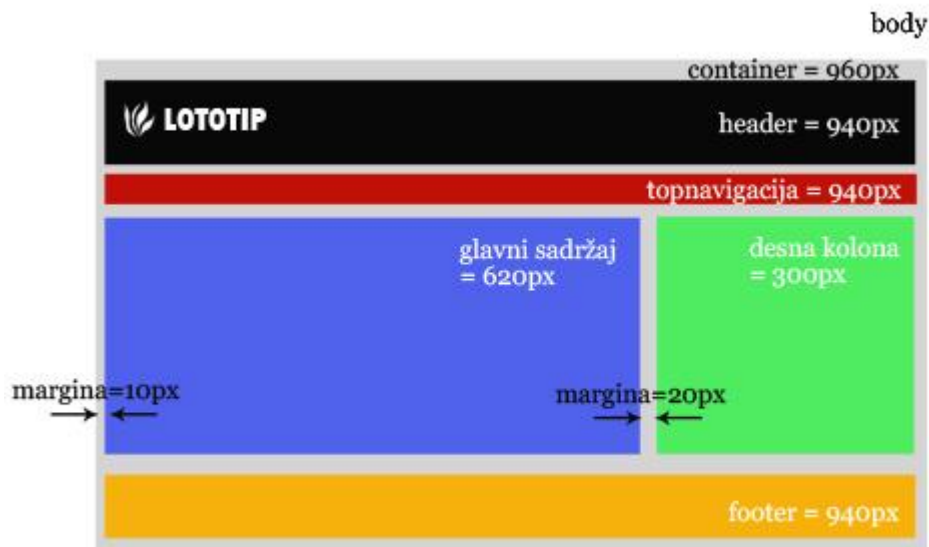 body
container = 960px
LOTOTIP
header = 940px
topnavigacija = 940px
glavni sadržaj
= 620px
desna kolona
= 300px
margina=10px
margina=20px
footer = 940px